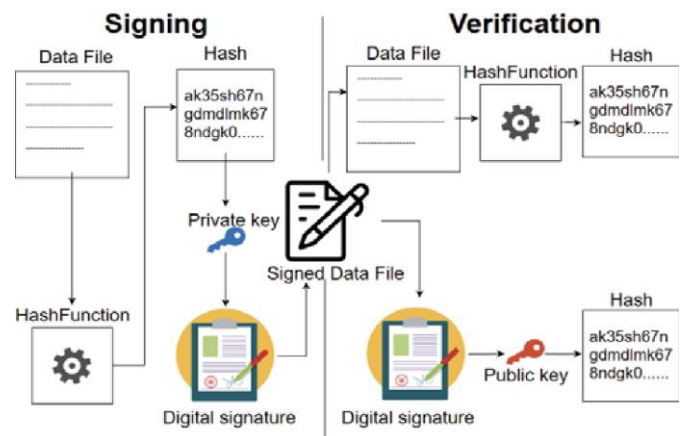 Signing
Data File
Hash
ak35sh67n
gdmdlmk67
8ndgk0......
Private key
HashFunction
Digital signature
Signed Data File
Verification
Data File
HashFunction
Hash
ak35sh67n
gdmdlmk67
8ndgk0......
Digital signature
Public key
Hash
ak35sh67n
gdmdlmk67
8ndgk0......